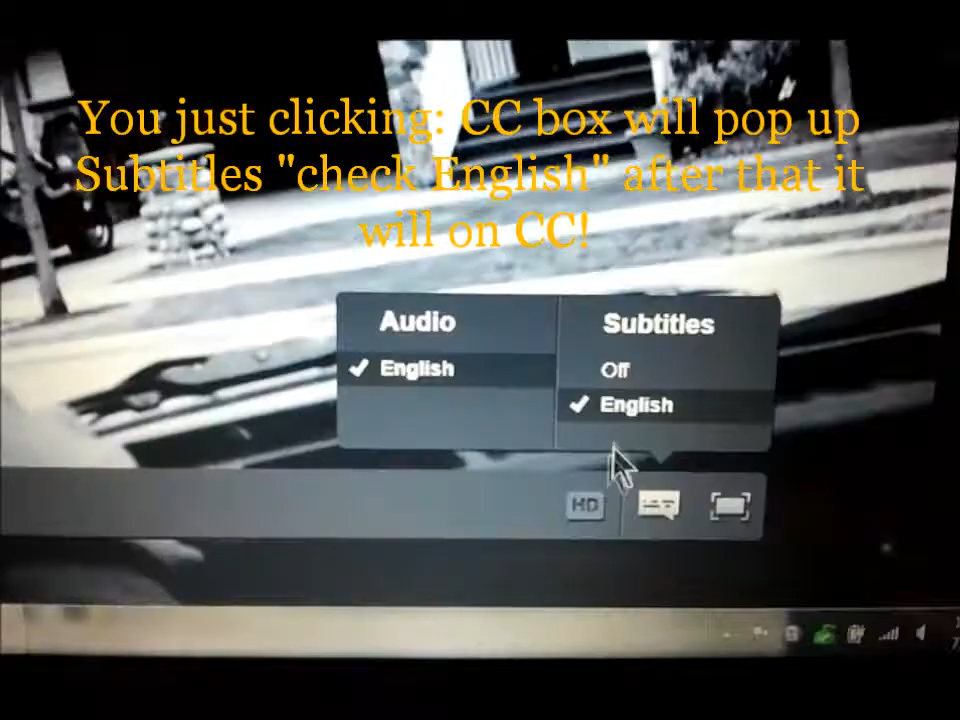 You just clicking: CC box will pop up
Subtitles "check English" after that it
will on CC!
Audio
Subtitles
English
Off
English
HD